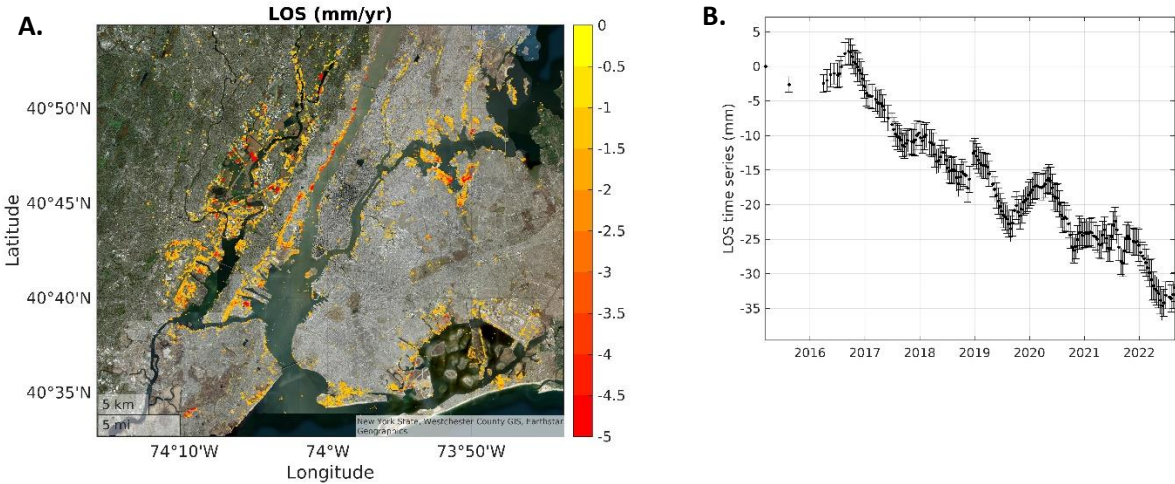 A.
LOS (mm/yr)
0
-0.5
-1
-1.5
-2
-2.5
-3
-3.5
-4
-4.5
-5
Latitude
40°50'N
40°45'N
40°40'N
40°35'N
5 km
5 mi
New York State, Westchester County GIS, Earthstar
Geographics
74°10'W
74°W
73°50'W
Longitude
B.
LOS time series (mm)
5
0
-5
-10
-15
-20
-25
-30
-35
2016
2017
2018
2019
2020
2021
2022